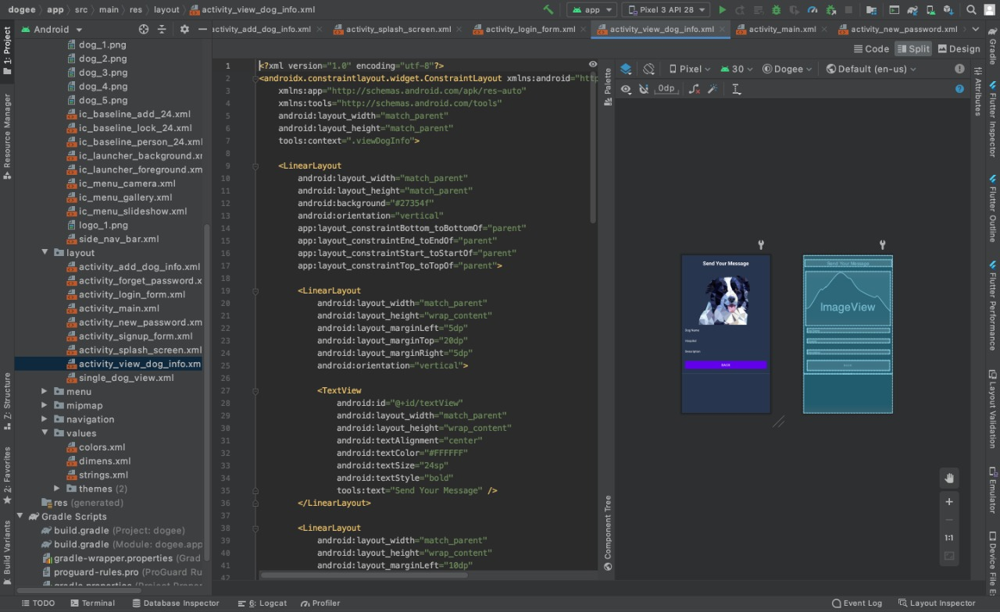 dogee app src main res layout activity_view_dog_info.xml
app Pixel 3 API 28
Android
activity_add_dog_info.xml activity_splash_screen.xml activity_login_form.xml activity_view_dog_info.xml activity_main.xml activity_new_password.xml
Code Split Design
1: Project
Resource Manager
Z: Structure
2: Favorites
Build Variants
dog_1.png
dog_2.png
dog_3.png
dog_4.png
dog_5.png
ic_baseline_add_24.xml
ic_baseline_lock_24.xml
ic_baseline_person_24.xml
ic_launcher_background.xm
ic_launcher_foreground.xm
ic_menu_camera.xml
ic_menu_gallery.xml
ic_menu_slideshow.xml
logo_1.png
side_nav_bar.xml
layout
activity_add_dog_info.xml
activity_forget_password.x
activity_login_form.xml
activity_main.xml
activity_new_password.xm
activity_signup_form.xml
activity_splash_screen.xml
activity_view_dog_info.xm
single_dog_view.xml
menu
mipmap
navigation
values
colors.xml
dimens.xml
strings.xml
themes (2)
res (generated)
Gradle Scripts
build.gradle (Project: dogee)
build.gradle (Module: dogee.app
gradle-wrapper.properties (Grad
proguard-rules.pro (ProGuard Ru
gradle.properties (Project Prope
1 <?xml version="1.0" encoding="utf-8"?>
2 <androidx.constraintlayout.widget.ConstraintLayout xmlns:android="http
3 xmlns:app="http://schemas.android.com/apk/res-auto"
4 xmlns:tools="http://schemas.android.com/tools"
5 android:layout_width="match_parent"
6 android:layout_height="match_parent"
7 tools:context=".viewDogInfo">
8
9 <LinearLayout
10 android:layout_width="match_parent"
11 android:layout_height="match_parent"
12 android:background="#27354f"
13 android:orientation="vertical"
14 app:layout_constraintBottom_toBottomOf="parent"
15 app:layout_constraintEnd_toEndOf="parent"
16 app:layout_constraintStart_toStartOf="parent"
17 app:layout_constraintTop_toTopOf="parent">
18
19 <LinearLayout
20 android:layout_width="match_parent"
21 android:layout_height="wrap_content"
22 android:layout_marginLeft="5dp"
23 android:layout_marginTop="20dp"
24 android:layout_marginRight="5dp"
25 android:orientation="vertical">
26
27 <TextView
28 android:id="@+id/textView"
29 android:layout_width="match_parent"
30 android:layout_height="wrap_content"
31 android:textAlignment="center"
32 android:textColor="#FFFFFF"
33 android:textSize="24sp"
34 android:textStyle="bold"
35 tools:text="Send Your Message" />
36 </LinearLayout>
37
38 <LinearLayout
39 android:layout_width="match_parent"
40 android:layout_height="wrap_content"
41 android:layout_marginLeft="10dp"
42
Palette
Component Tree
Pixel 30 Dogee Default (en-us)
0dp
Send Your Message
Dog Name
Description
BACK
Send Your Message
ImageView
BACK
1:1
Attributes
Gradle
Flutter Inspector
Flutter Outline
Flutter Performance
Layout Validation
Emulator
Device File E
TODO Terminal Database Inspector 6: Logcat Profiler Event Log Layout Inspector